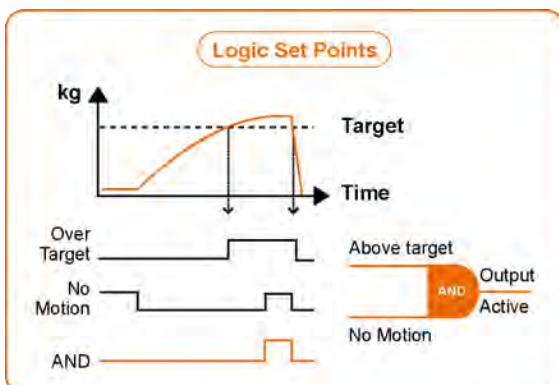 Logic Set Points
kg
Target
Time
Over
Target
No
Motion
AND
Above target
AND
Output
Active
No Motion